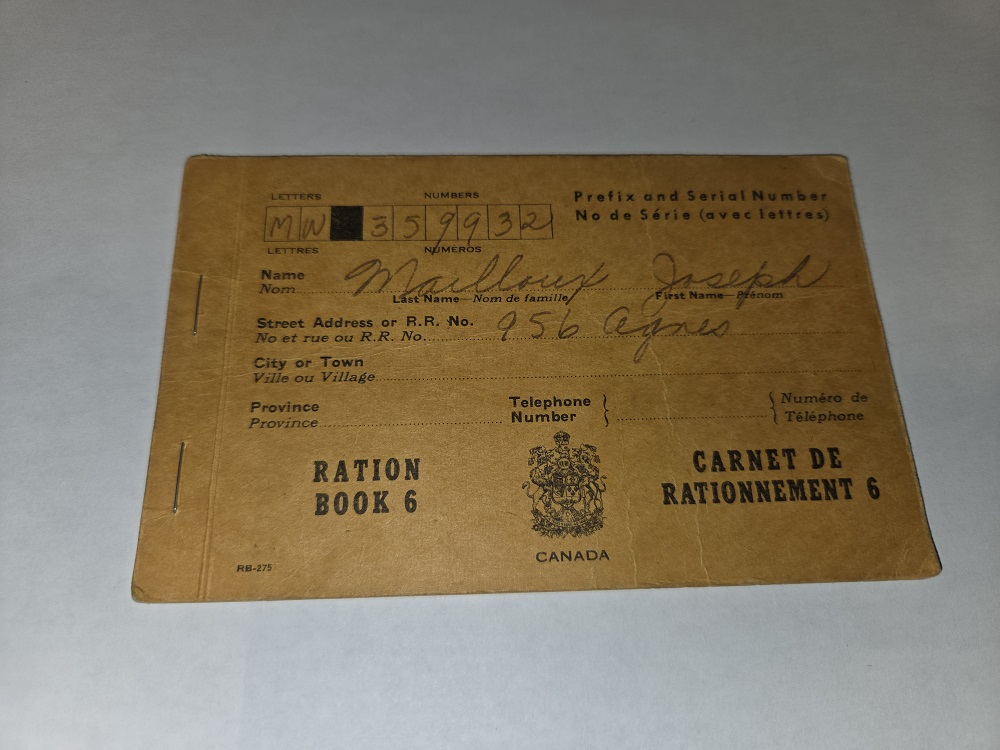 LETTERS NUMBERS Prefix and Serial Number
MW 359932 No de Série (avec lettres)
LETTRES NUMÉROS
Name Mailloux Joseph
Nom Last Name—Nom de famille First Name—Prénom
Street Address or R.R. No. 956 Agnes
No et rue ou R.R. No.
City or Town
Ville ou Village
Province Telephone Numéro de
Province Number Téléphone
RATION CARNET DE
BOOK 6 RATIONNEMENT 6
CANADA
RB-275